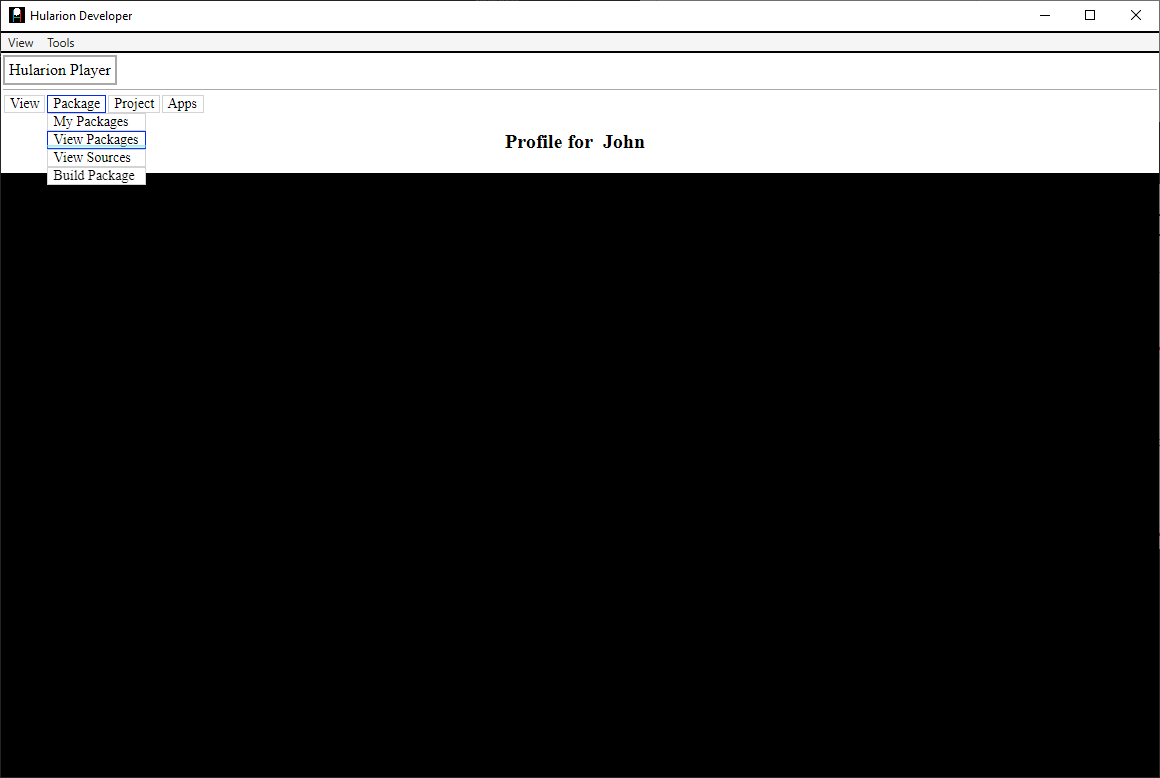 Hularion Developer
View Tools
Hularion Player
View Package Project Apps
My Packages
View Packages
View Sources
Build Package
Profile for John